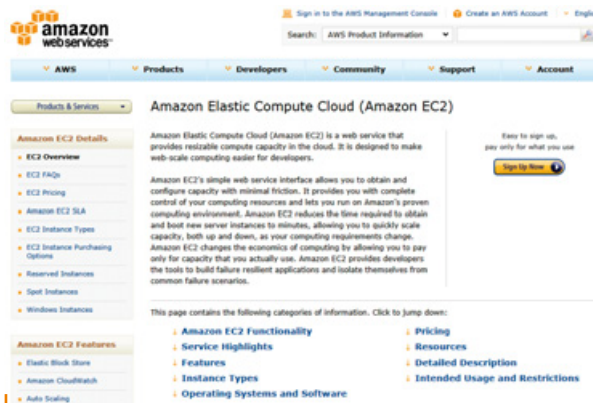 Sign in to the AWS Management Console
Create an AWS Account
Engli
amazon
webservices™
Search:
AWS Product Information
AWS
Products
Developers
Community
Support
Account
Products & Services
Amazon EC2 Details
EC2 Overview
EC2 FAQs
EC2 Pricing
Amazon EC2 SLA
EC2 Instance Types
EC2 Instance Purchasing
Options
Reserved Instances
Spot Instances
Windows Instances
Amazon EC2 Features
Elastic Block Store
Amazon CloudWatch
Auto Scaling
Amazon Elastic Compute Cloud (Amazon EC2)
Amazon Elastic Compute Cloud (Amazon EC2) is a web service that
provides resizable compute capacity in the cloud. It is designed to make
web-scale computing easier for developers.
Amazon EC2's simple web service interface allows you to obtain and
configure capacity with minimal friction. It provides you with complete
control of your computing resources and lets you run on Amazon's proven
computing environment. Amazon EC2 reduces the time required to obtain
and boot new server instances to minutes, allowing you to quickly scale
capacity, both up and down, as your computing requirements change.
Amazon EC2 changes the economics of computing by allowing you to pay
only for capacity that you actually use. Amazon EC2 provides developers
the tools to build failure resilient applications and isolate themselves from
common failure scenarios.
Easy to sign up,
pay only for what you use
Sign Up Now
This page contains the following categories of information. Click to jump down:
Amazon EC2 Functionality
Service Highlights
Features
Instance Types
Operating Systems and Software
Pricing
Resources
Detailed Description
Intended Usage and Restrictions